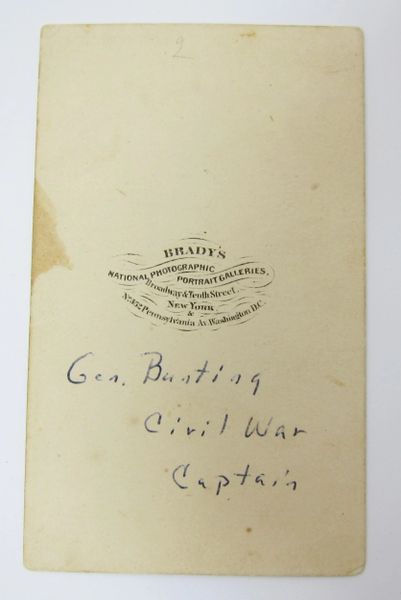 2
BRADY'S
NATIONAL PHOTOGRAPHIC
PORTRAIT GALLERIES,
Broadway & Tenth Street.
NEW YORK
&
No. 352 Pennsylvania Av. Washington D.C.
Gen. Banting
Civil War
Captain